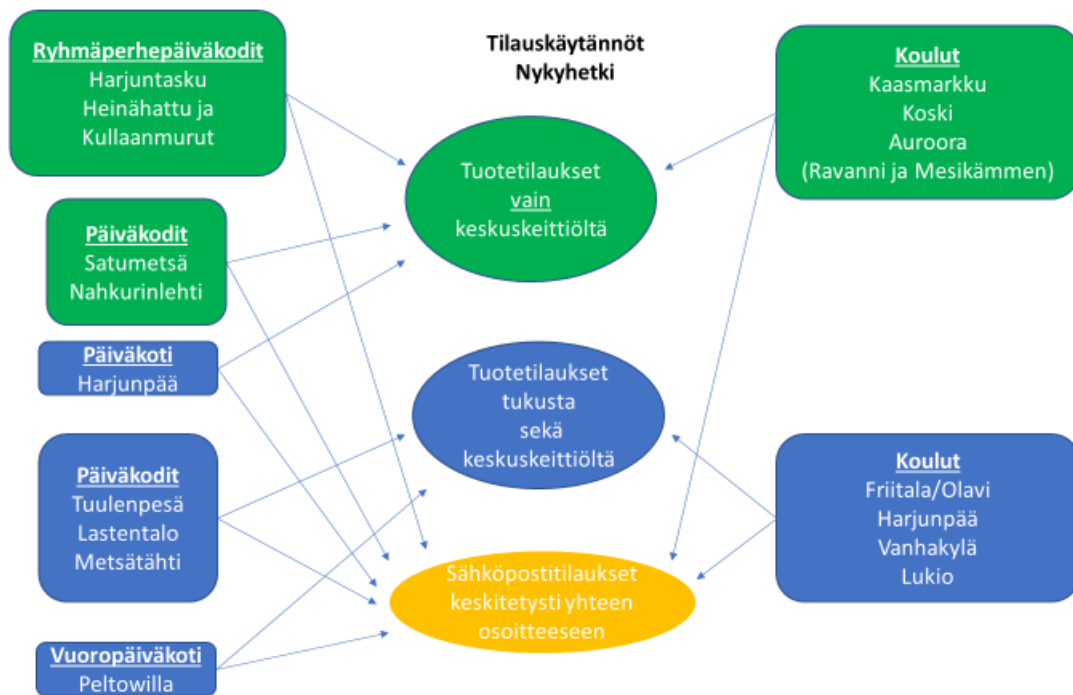 Tilauskäytännöt
Nykyhetki
Ryhmäperhepäiväkodit
Harjuntasku
Heinähattu ja
Kullaanmurut
Päiväkodit
Satumetsä
Nahkurinlehti
Päiväkoti
Harjunpää
Päiväkodit
Tuulenpesä
Lastentalo
Metsätähti
Vuoropäiväkoti
Peltowilla
Tuotetilaukset
vain
keskuskeittiöltä
Tuotetilaukset
tukusta
sekä
keskuskeittiöltä
Sähköpostitilaukset
keskitetysti yhteen
osoitteeseen
Koulut
Kaasmarkku
Koski
Auroora
(Ravanni ja Mesikämmen)
Koulut
Friitala/Olavi
Harjunpää
Vanhakylä
Lukio